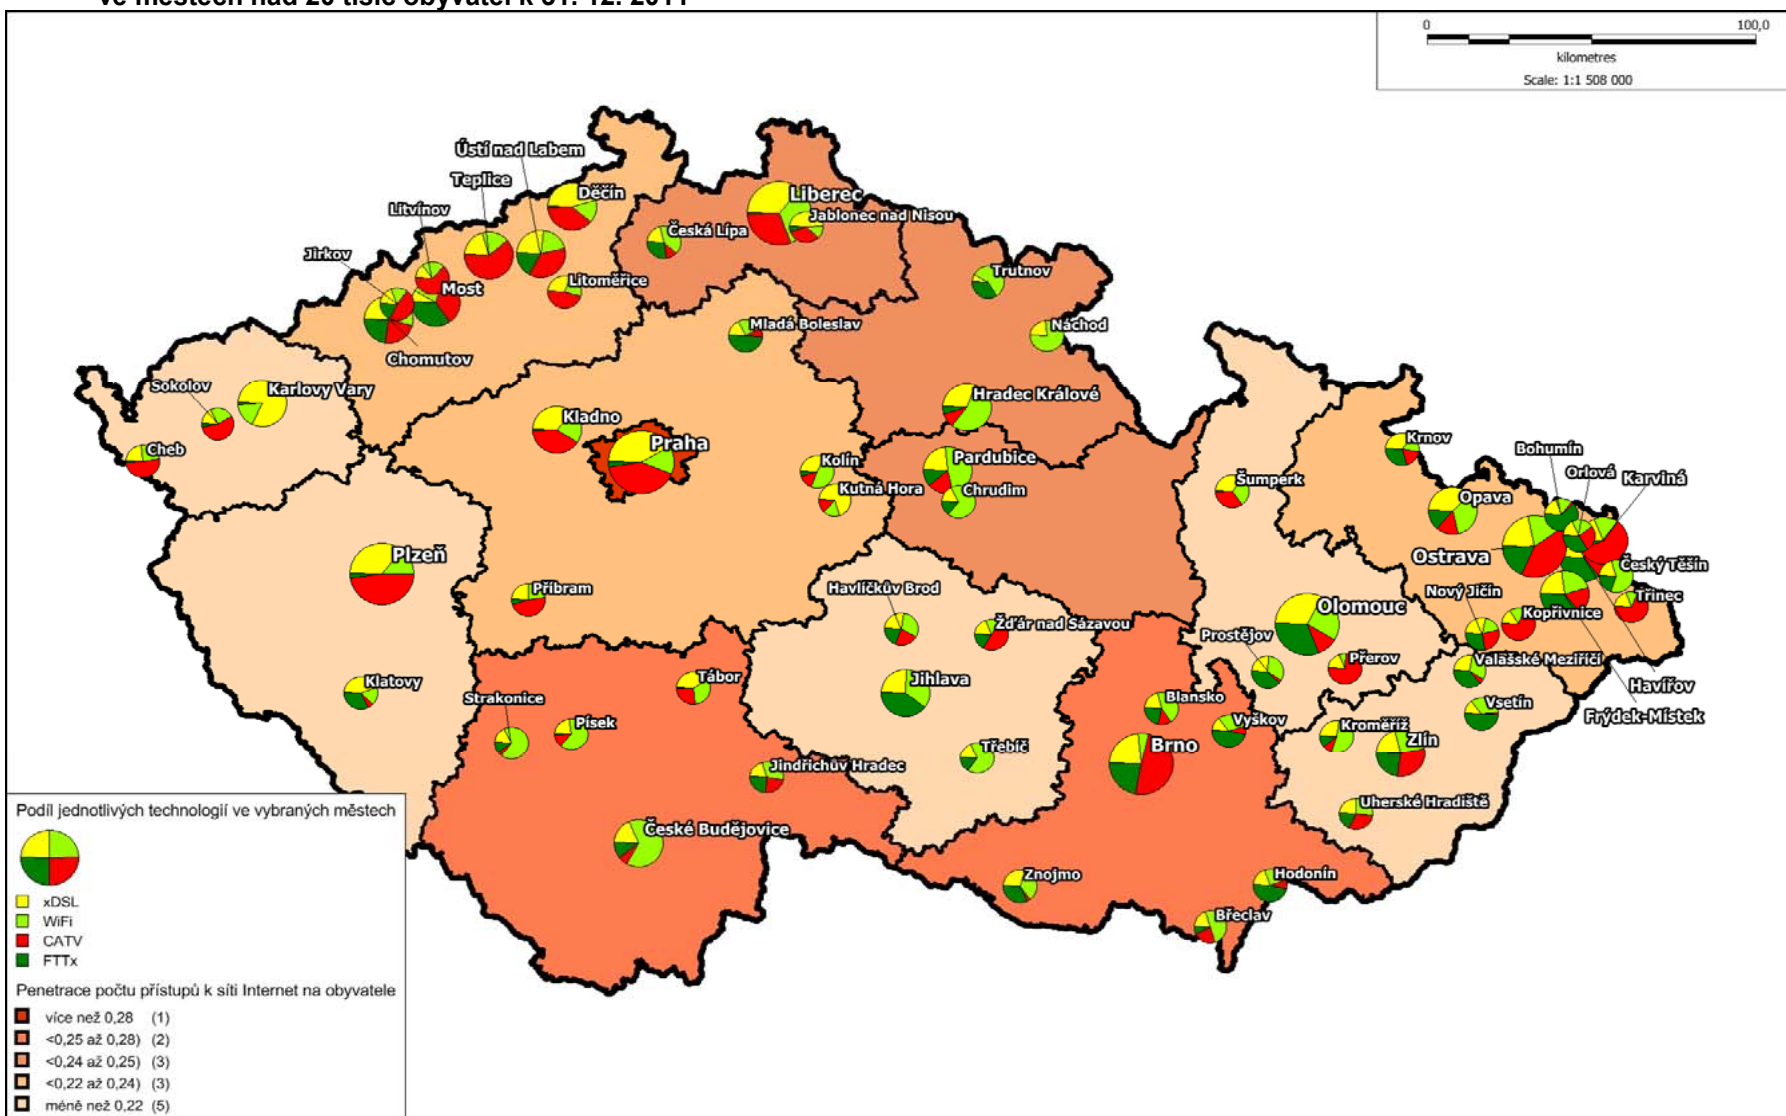 ve městech nad 20 tisíc obyvatel k 31. 12. 2011
0 100,0
kilometres
Scale: 1:1 508 000
Ústí nad Labem
Teplice
Děčín
Litvínov
Liberec
Jablonec nad Nisou
Česká Lípa
Jirkov
Most
Litoměřice
Trutnov
Mladá Boleslav
Náchod
Chomutov
Sokolov
Karlovy Vary
Hradec Králové
Kladno
Praha
Cheb
Kolín
Pardubice
Krnov
Bohumín
Orlová
Karviná
Kutná Hora
Chrudim
Šumperk
Opava
Plzeň
Ostrava
Český Těšín
Příbram
Havlíčkův Brod
Žďár nad Sázavou
Olomouc
Nový Jičín
Kopřivnice
Třinec
Prostějov
Přerov
Valašské Meziříčí
Klatovy
Strakonice
Tábor
Jihlava
Havířov
Písek
Blansko
Vyškov
Vsetín
Frýdek-Místek
Kroměříž
Zlín
Brno
Třebíč
Jindřichův Hradec
Uherské Hradiště
České Budějovice
Znojmo
Hodonín
Břeclav
Podíl jednotlivých technologií ve vybraných městech
xDSL
WiFi
CATV
FTTx
Penetrace počtu přístupů k síti Internet na obyvatele
více než 0,28 (1)
<0,25 až 0,28) (2)
<0,24 až 0,25) (3)
<0,22 až 0,24) (3)
méně než 0,22 (5)